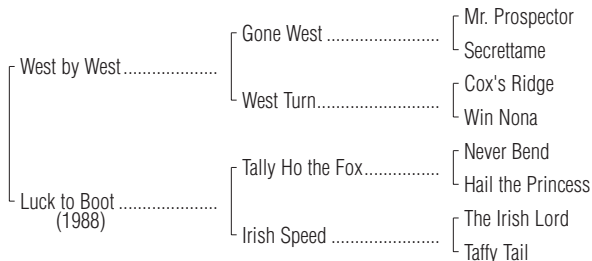 Mr. Prospector
Gone West ........................
Secrettame
West by West....................
Cox's Ridge
West Turn..........................
Win Nona
Never Bend
Tally Ho the Fox................
Hail the Princess
Luck to Boot .....................
(1988)
The Irish Lord
Irish Speed .......................
Taffy Tail